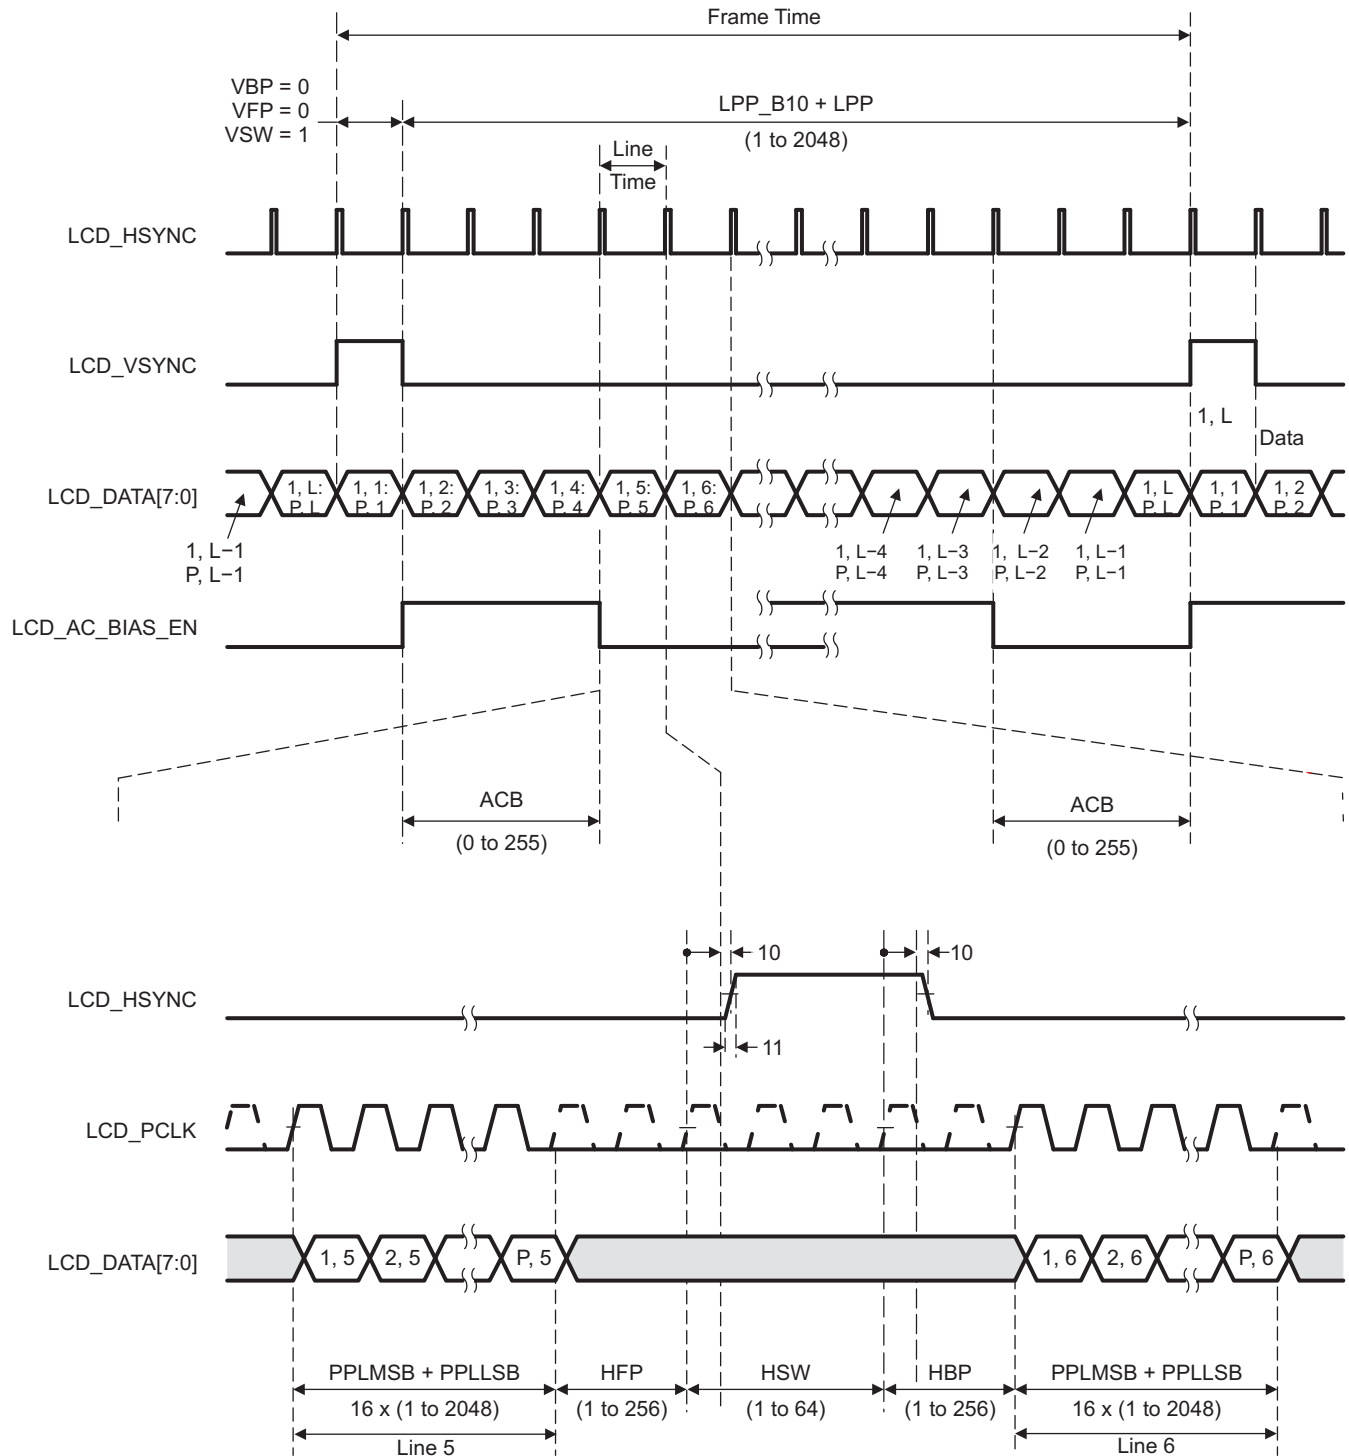 Frame Time
VBP = 0
VFP = 0
VSW = 1
LPP_B10 + LPP
(1 to 2048)
Line
Time
LCD_HSYNC
LCD_VSYNC
1, L
Data
LCD_DATA[7:0]
1, L: 1, 1: 1, 2: 1, 3: 1, 4: 1, 5: 1, 6: 1, L 1, 1 1, 2
P, L P, 1 P, 2 P, 3 P, 4 P, 5 P, 6 P, L P, 1 P, 2
1, L−1 1, L−4 1, L−3 1, L−2 1, L−1
P, L−1 P, L−4 P, L−3 P, L−2 P, L−1
LCD_AC_BIAS_EN
ACB ACB
(0 to 255) (0 to 255)
10 10
LCD_HSYNC
11
LCD_PCLK
LCD_DATA[7:0]
1, 5 2, 5 P, 5 1, 6 2, 6 P, 6
PPLMSB + PPLLSB HFP HSW HBP PPLMSB + PPLLSB
16 x (1 to 2048) (1 to 256) (1 to 64) (1 to 256) 16 x (1 to 2048)
Line 5 Line 6